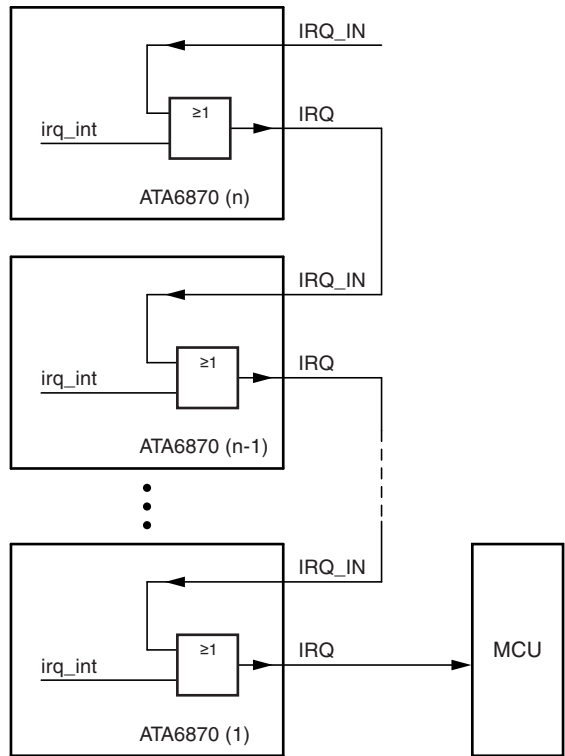 IRQ_IN
≥1
IRQ
irq_int
ATA6870 (n)
IRQ_IN
≥1
IRQ
irq_int
ATA6870 (n-1)
IRQ_IN
≥1
IRQ
MCU
irq_int
ATA6870 (1)